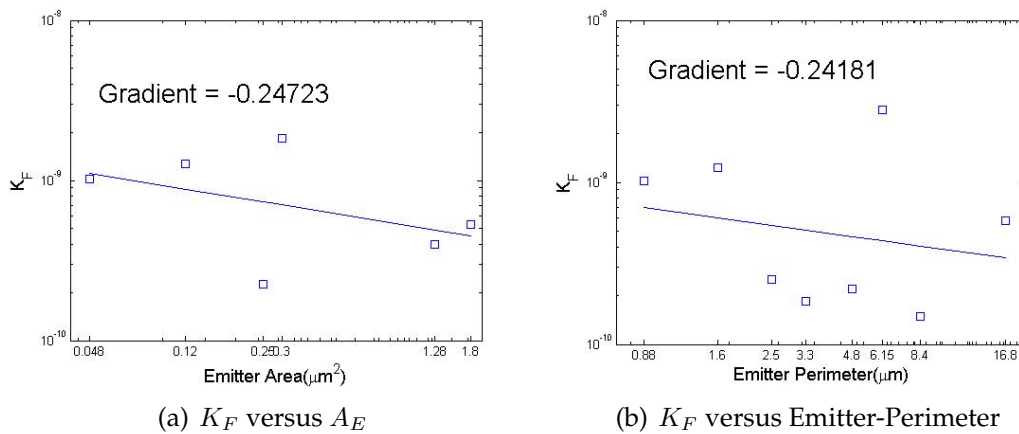 10⁻⁸
Gradient = -0.24723
K_F
10⁻⁹
10⁻¹⁰
0.048 0.12 0.25 0.3 1.28 1.8
Emitter Area(μm²)
(a) K_F versus A_E
10⁻⁸
Gradient = -0.24181
K_F
10⁻⁹
10⁻¹⁰
0.88 1.6 2.5 3.3 4.8 6.15 8.4 16.8
Emitter Perimeter(μm)
(b) K_F versus Emitter-Perimeter